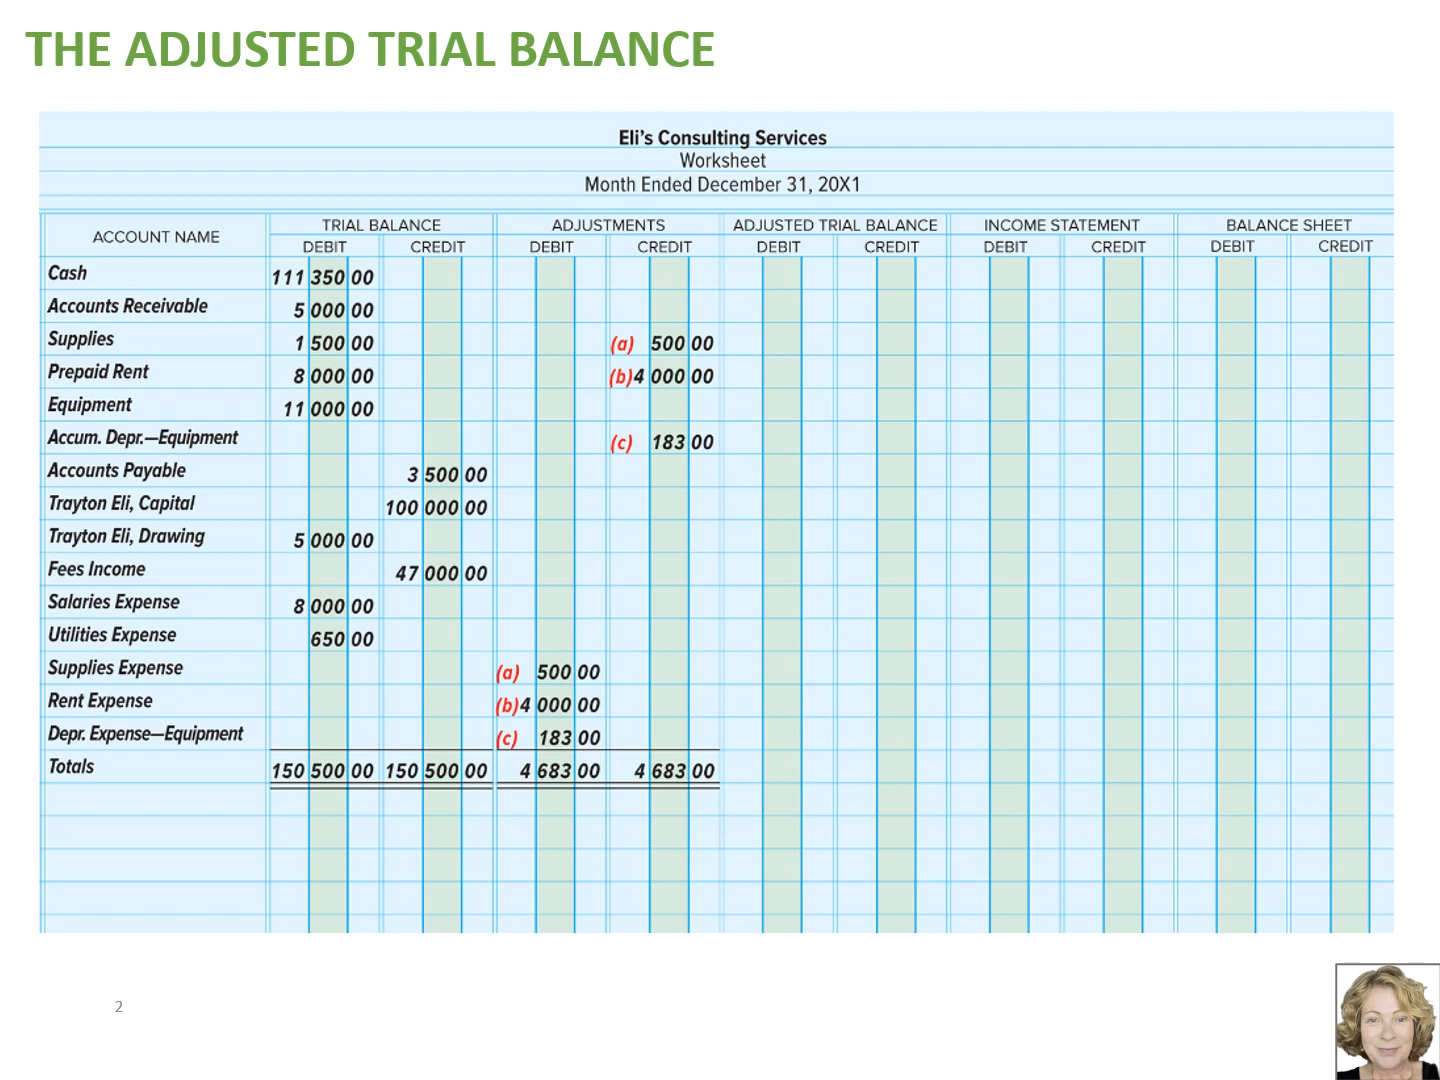 THE ADJUSTED TRIAL BALANCE
Eli's Consulting Services
Worksheet
Month Ended December 31, 20X1
ACCOUNT NAME TRIAL BALANCE ADJUSTMENTS ADJUSTED TRIAL BALANCE INCOME STATEMENT BALANCE SHEET
DEBIT CREDIT DEBIT CREDIT DEBIT CREDIT DEBIT CREDIT DEBIT CREDIT
Cash 111 350 00
Accounts Receivable 5 000 00
Supplies 1 500 00 (a) 500 00
Prepaid Rent 8 000 00 (b) 4 000 00
Equipment 11 000 00
Accum. Depr.—Equipment (c) 183 00
Accounts Payable 3 500 00
Trayton Eli, Capital 100 000 00
Trayton Eli, Drawing 5 000 00
Fees Income 47 000 00
Salaries Expense 8 000 00
Utilities Expense 650 00
Supplies Expense (a) 500 00
Rent Expense (b) 4 000 00
Depr. Expense—Equipment (c) 183 00
Totals 150 500 00 150 500 00 4 683 00 4 683 00
2